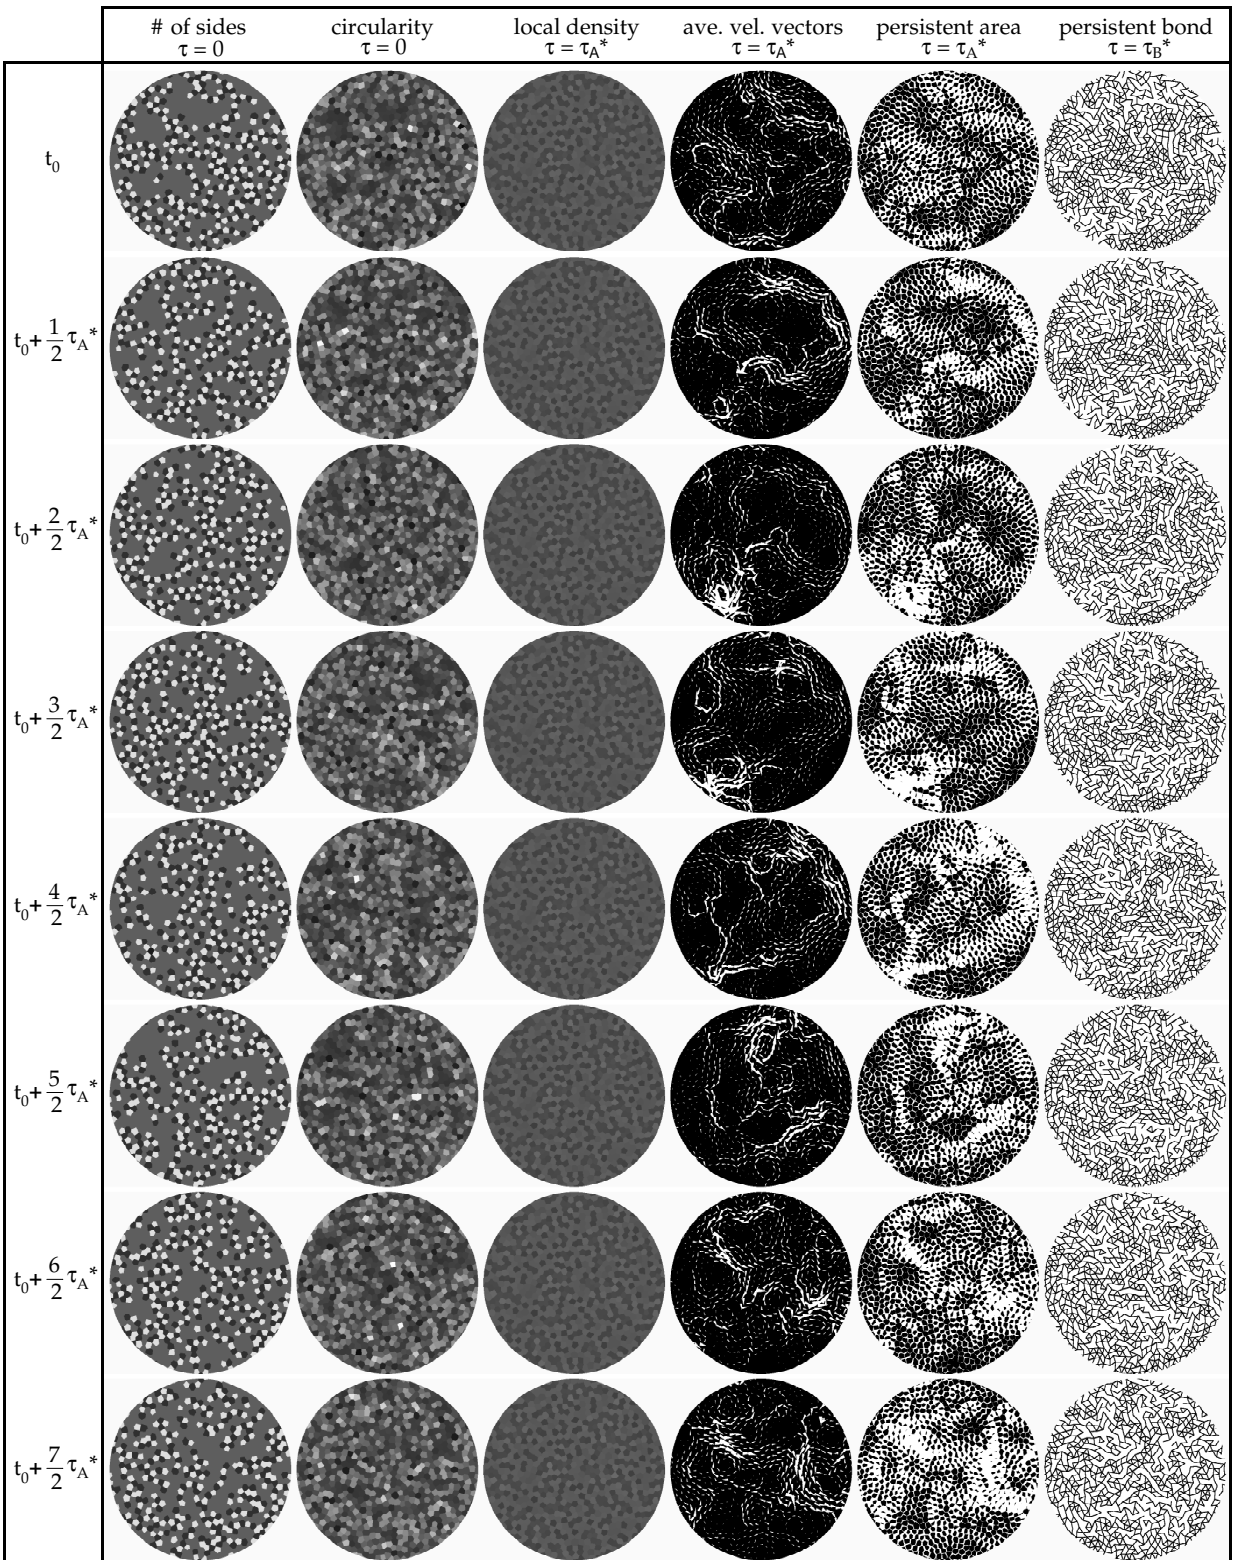 # of sides
τ = 0
circularity
τ = 0
local density
τ = τA*
ave. vel. vectors
τ = τA*
persistent area
τ = τA*
persistent bond
τ = τB*
t0
t0+ 1/2 τA*
t0+ 2/2 τA*
t0+ 3/2 τA*
t0+ 4/2 τA*
t0+ 5/2 τA*
t0+ 6/2 τA*
t0+ 7/2 τA*